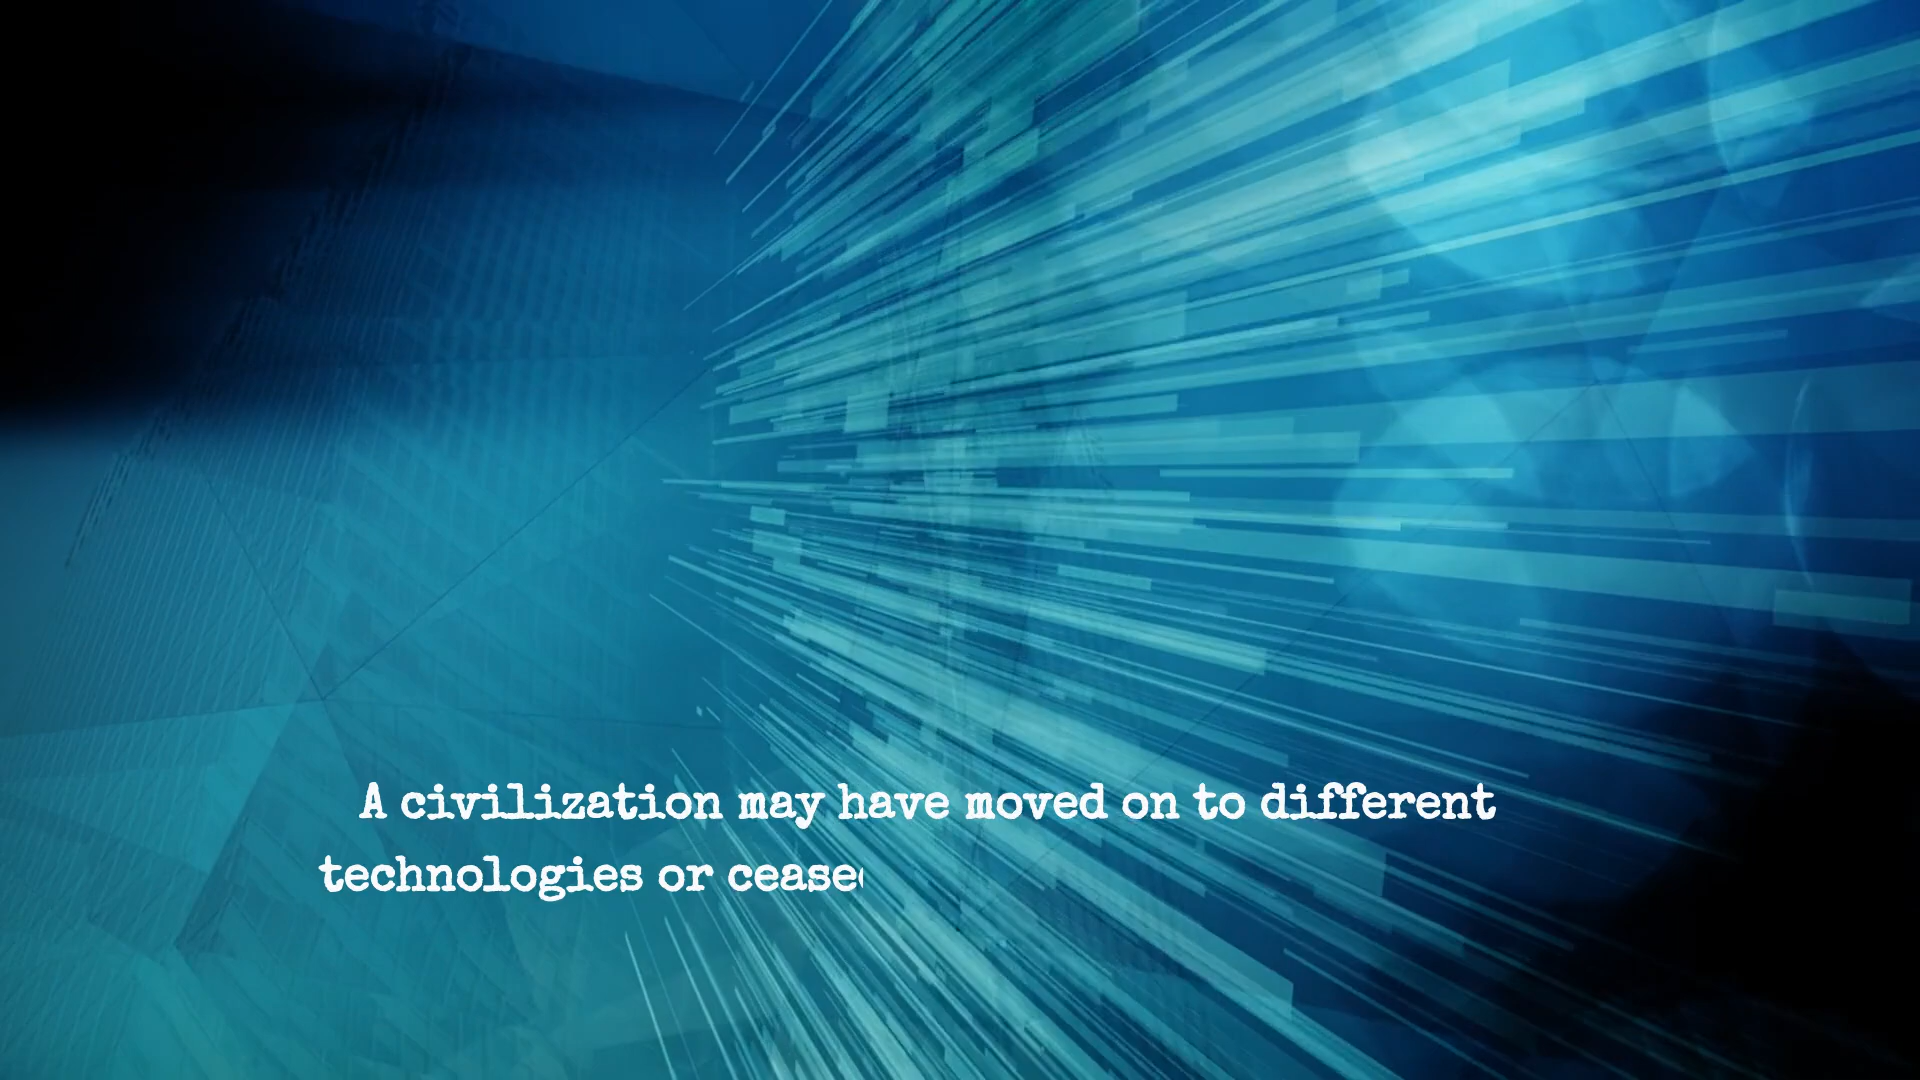 A civilization may have moved on to different
technologies or cease